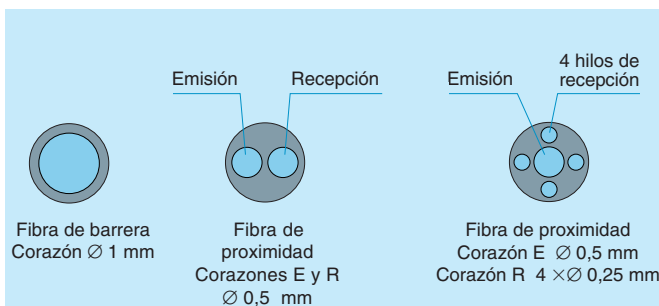 Emisión
Recepción
Emisión
4 hilos de
recepción
Fibra de barrera
Corazón Ø 1 mm
Fibra de
proximidad
Corazones E y R
Ø 0,5 mm
Fibra de proximidad
Corazón E Ø 0,5 mm
Corazón R 4 ר 0,25 mm